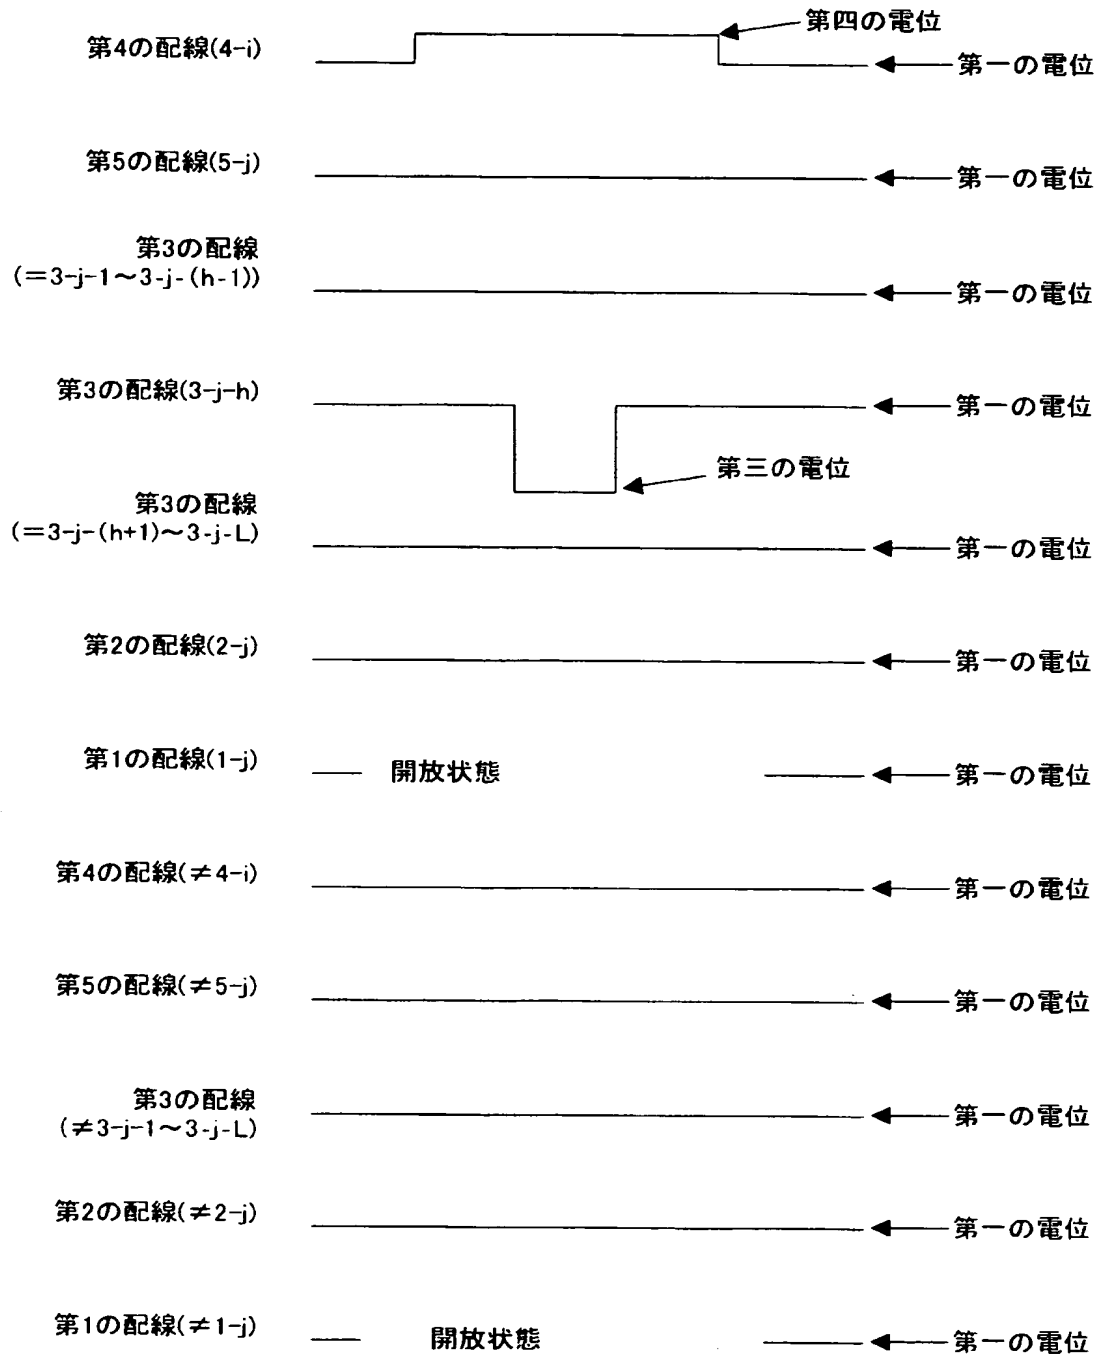 第四の電位
第4の配線(4-i)
第一の電位
第5の配線(5-j)
第一の電位
第3の配線
(＝3-j-1～3-j-(h-1))
第一の電位
第3の配線(3-j-h)
第一の電位
第三の電位
第3の配線
(＝3-j-(h+1)～3-j-L)
第一の電位
第2の配線(2-j)
第一の電位
第1の配線(1-j)
開放状態
第一の電位
第4の配線(≠4-i)
第一の電位
第5の配線(≠5-j)
第一の電位
第3の配線
(≠3-j-1～3-j-L)
第一の電位
第2の配線(≠2-j)
第一の電位
第1の配線(≠1-j)
開放状態
第一の電位